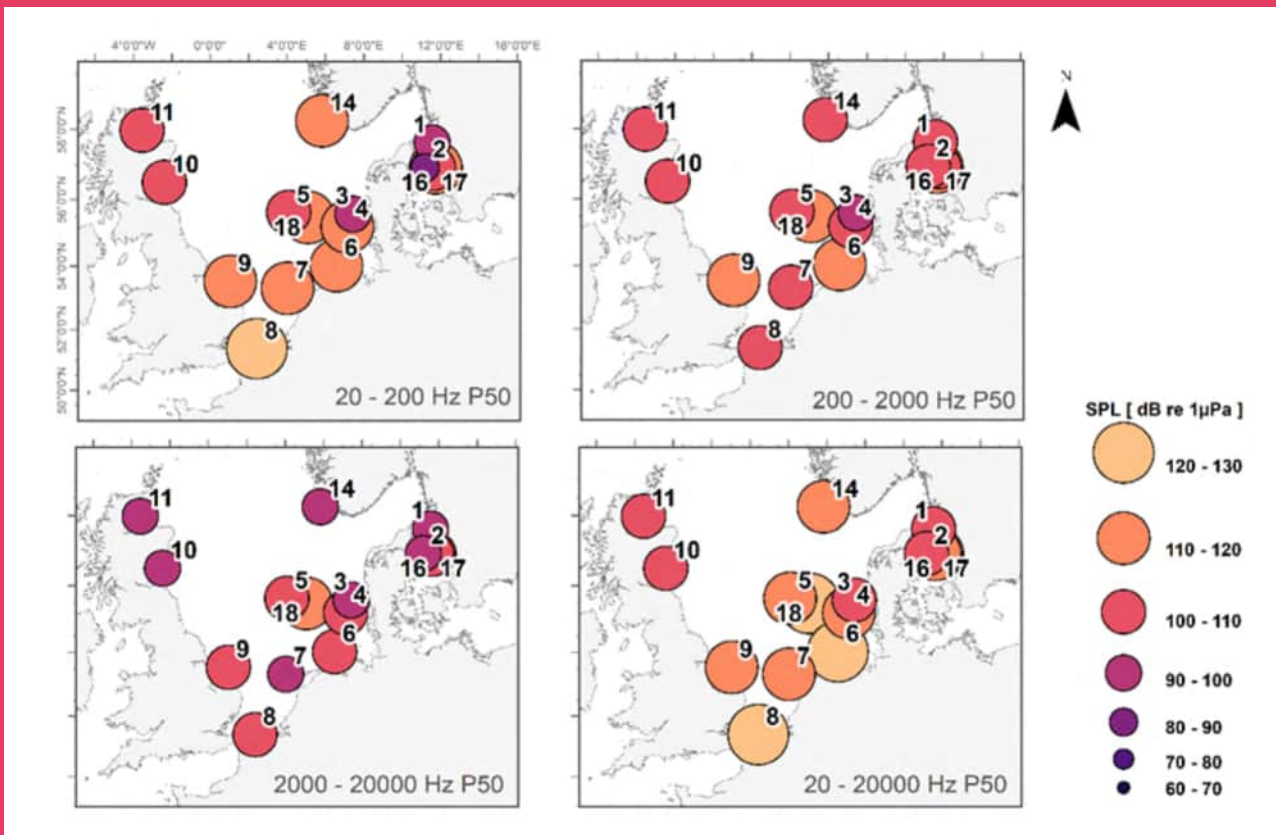 4°0'0"W 0°0'0" 4°0'0"E 8°0'0"E 12°0'0"E 16°0'0"E
58°0'0"N
56°0'0"N
54°0'0"N
52°0'0"N
50°0'0"N
11
14
1
10
2
16 17
5 3
4
18
6
9
7
8
20 - 200 Hz P50
11
14
1
10
2
16 17
5 3
4
18
6
9
7
8
200 - 2000 Hz P50
N
11
14
1
10
2
16 17
5 3
4
18
6
9
7
8
2000 - 20000 Hz P50
11
14
1
10
2
16 17
5 3
4
18
6
9
7
8
20 - 20000 Hz P50
SPL [ dB re 1µPa ]
120 - 130
110 - 120
100 - 110
90 - 100
80 - 90
70 - 80
60 - 70